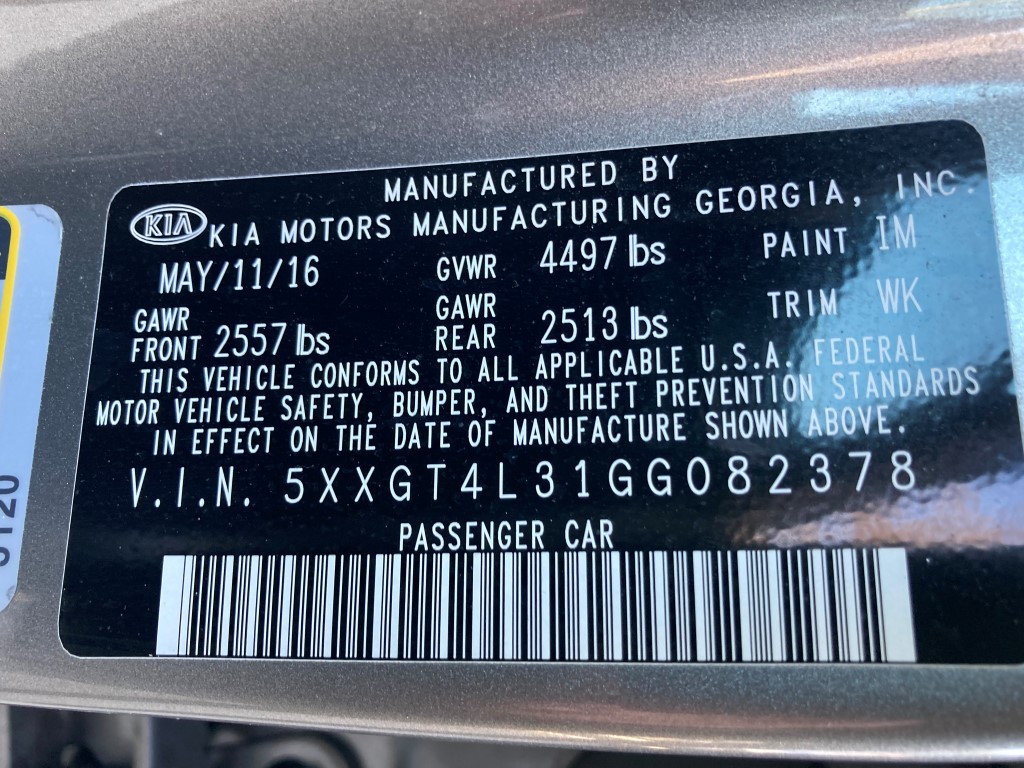 MANUFACTURED BY
KIA KIA MOTORS MANUFACTURING GEORGIA, INC.
MAY/11/16 GVWR 4497 lbs PAINT IM
GAWR FRONT 2557 lbs GAWR REAR 2513 lbs TRIM WK
THIS VEHICLE CONFORMS TO ALL APPLICABLE U.S.A. FEDERAL
MOTOR VEHICLE SAFETY, BUMPER, AND THEFT PREVENTION STANDARDS
IN EFFECT ON THE DATE OF MANUFACTURE SHOWN ABOVE.
V.I.N. 5XXGT4L31GG082378
PASSENGER CAR